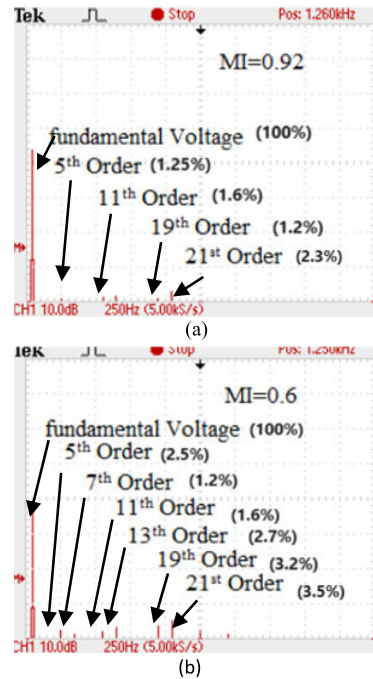 Tek Stop Pos: 1.260kHz
MI=0.92
fundamental Voltage (100%)
5th Order (1.25%)
11th Order (1.6%)
19th Order (1.2%)
21st Order (2.3%)
CH1 10.0dB 250Hz (5.00kS/s)
(a)
Tek Stop Pos: 1.250kHz
MI=0.6
fundamental Voltage (100%)
5th Order (2.5%)
7th Order (1.2%)
11th Order (1.6%)
13th Order (2.7%)
19th Order (3.2%)
21st Order (3.5%)
CH1 10.0dB 250Hz (5.00kS/s)
(b)